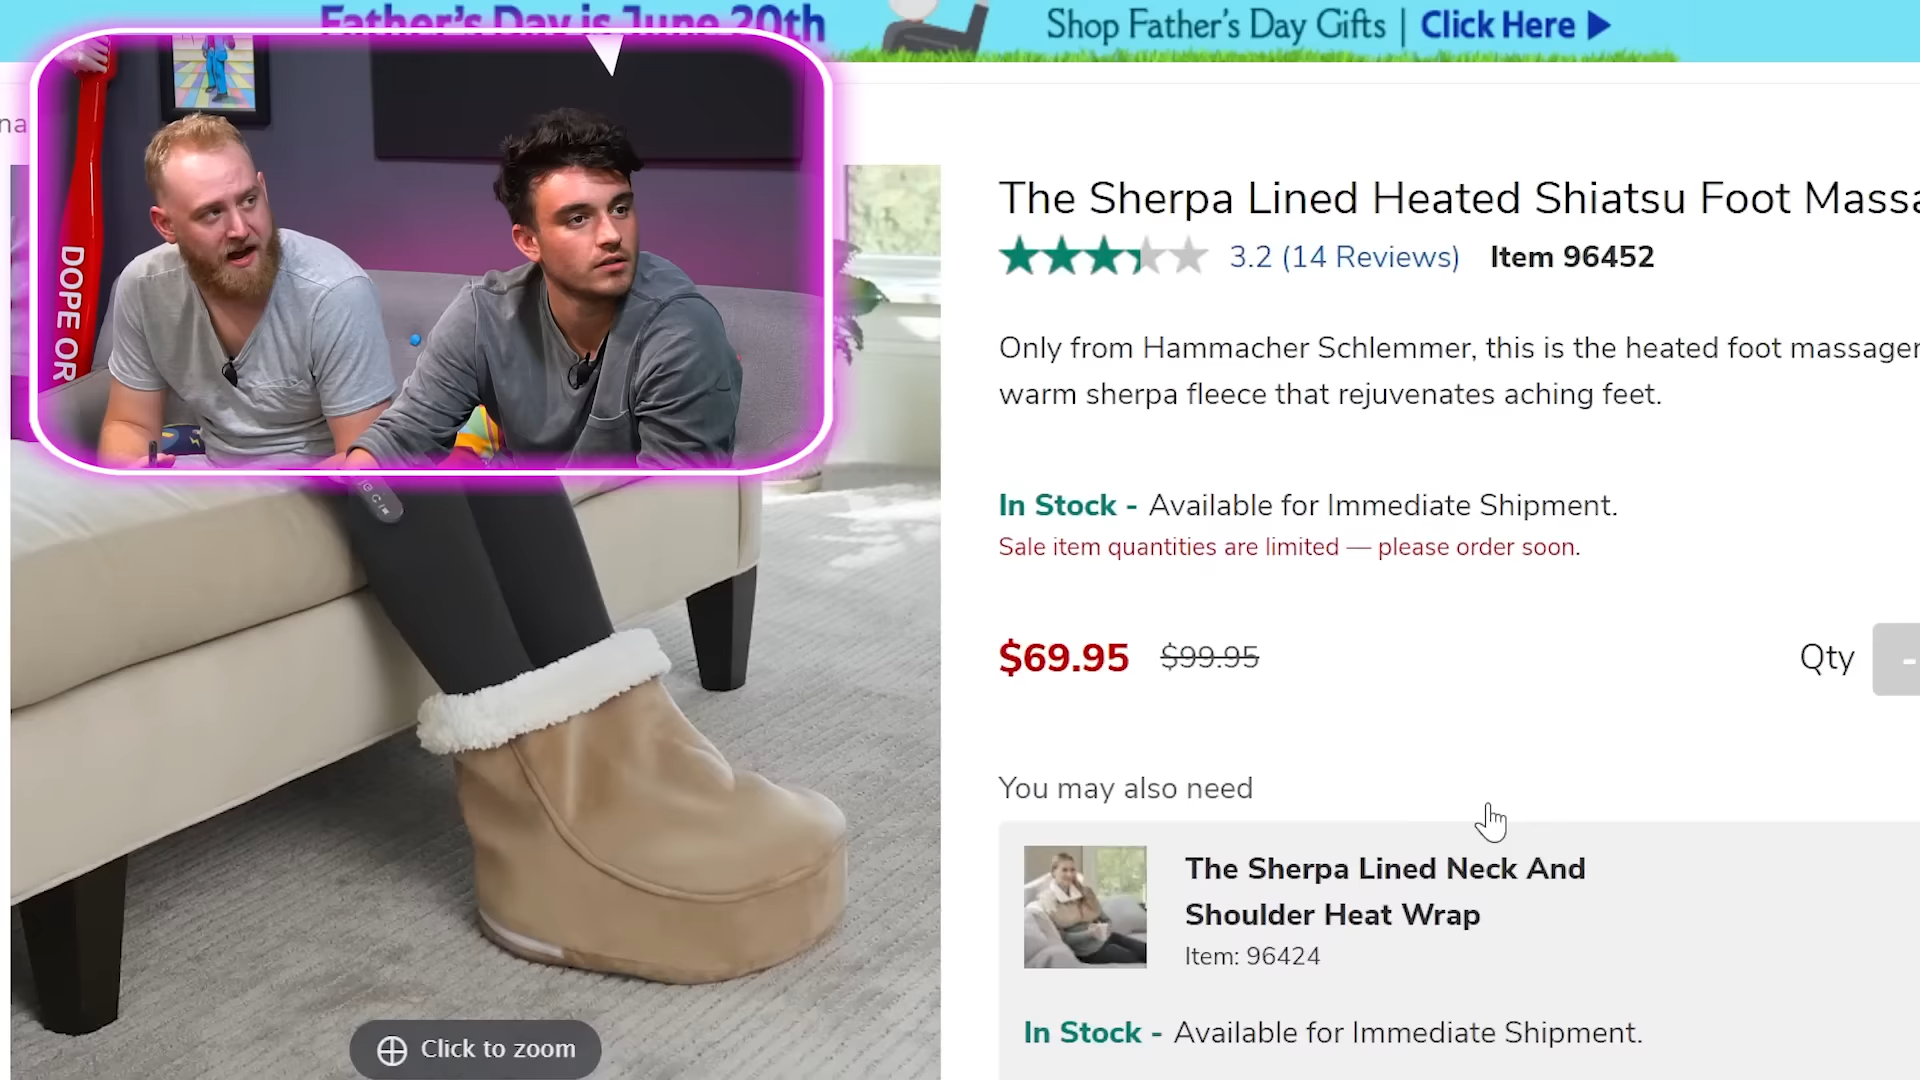 Father's Day is June 20th
Shop Father's Day Gifts | Click Here
na
DOPE OR
The Sherpa Lined Heated Shiatsu Foot Massa
3.2 (14 Reviews) Item 96452
Only from Hammacher Schlemmer, this is the heated foot massager
warm sherpa fleece that rejuvenates aching feet.
In Stock - Available for Immediate Shipment.
Sale item quantities are limited — please order soon.
$69.95 $99.95
Qty
-
You may also need
The Sherpa Lined Neck And
Shoulder Heat Wrap
Item: 96424
In Stock - Available for Immediate Shipment.
Click to zoom